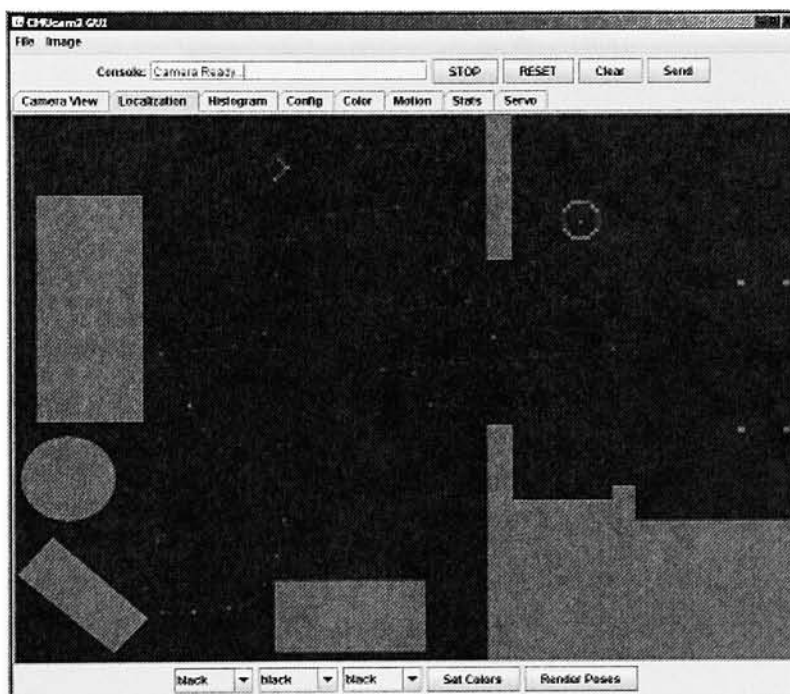 CMUcam2 GUI
File Image
Console: Camera Ready.
STOP RESET Clear Send
Camera View Localization Histogram Config Color Motion Stats Servo
black black black Set Colors Render Poses